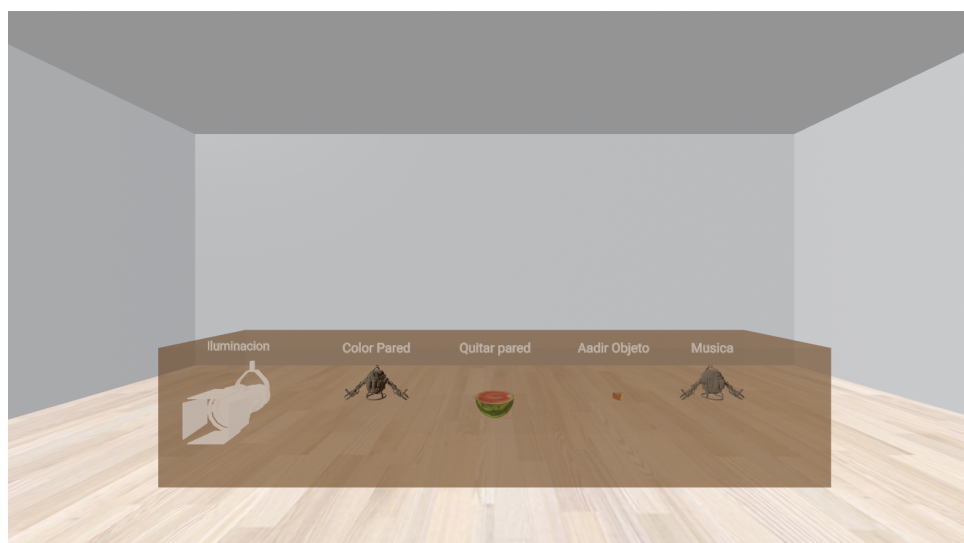 Iluminacion
Color Pared
Quitar pared
Aadir Objeto
Musica